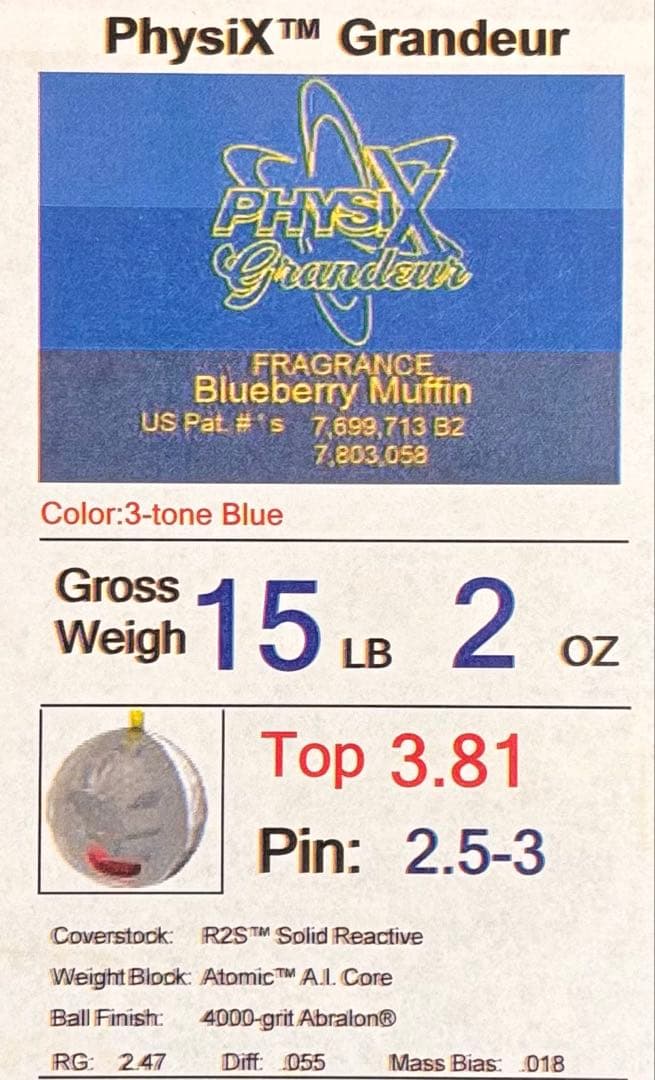 PhysiX™ Grandeur
PHYSIX
Grandeur
FRAGRANCE
Blueberry Muffin
US Pat. #'s 7,699,713 B2
7,803,058
Color:3-tone Blue
Gross
Weigh 15 LB 2 OZ
Top 3.81
Pin: 2.5-3
Coverstock: R2S™ Solid Reactive
Weight Block: Atomic™ A.I. Core
Ball Finish: 4000-grit Abralon®
RG: 2.47 Diff: .055 Mass Bias: .018